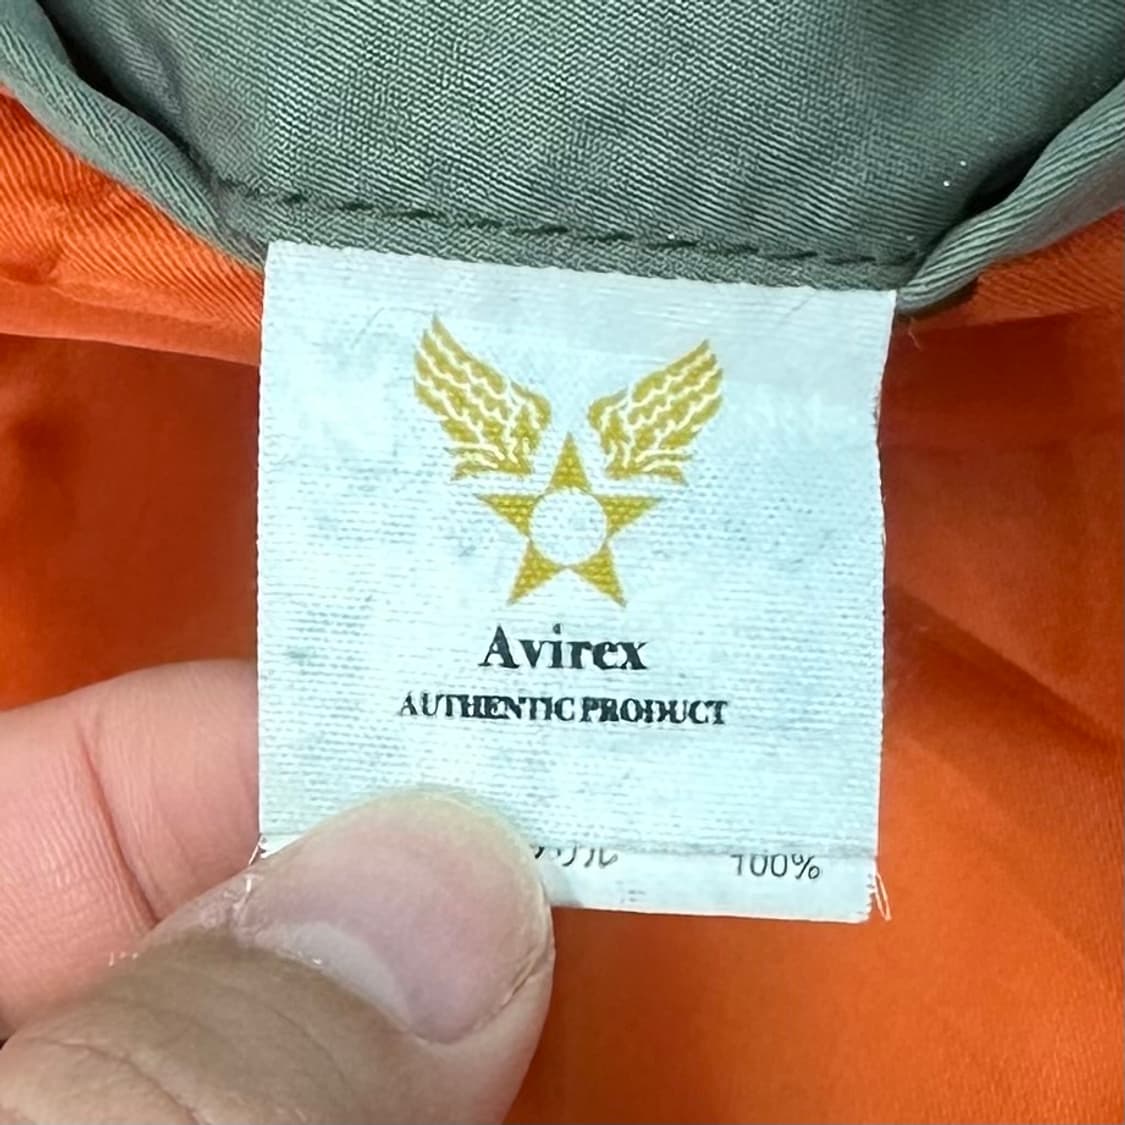 Avirex
AUTHENTIC PRODUCT
100%